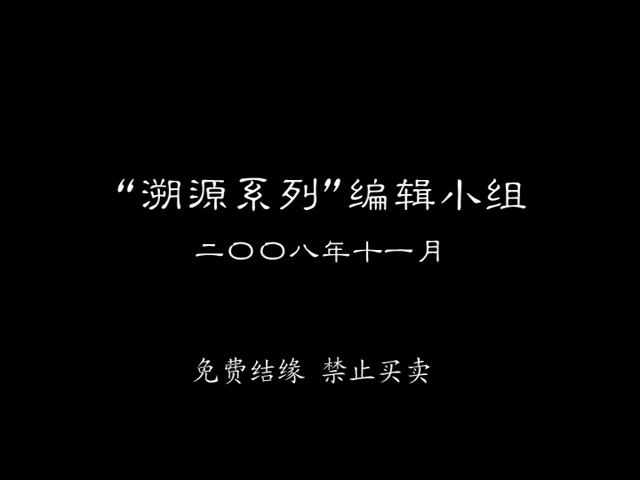 “溯源系列”编辑小组
二〇〇八年十一月
免费结缘 禁止买卖